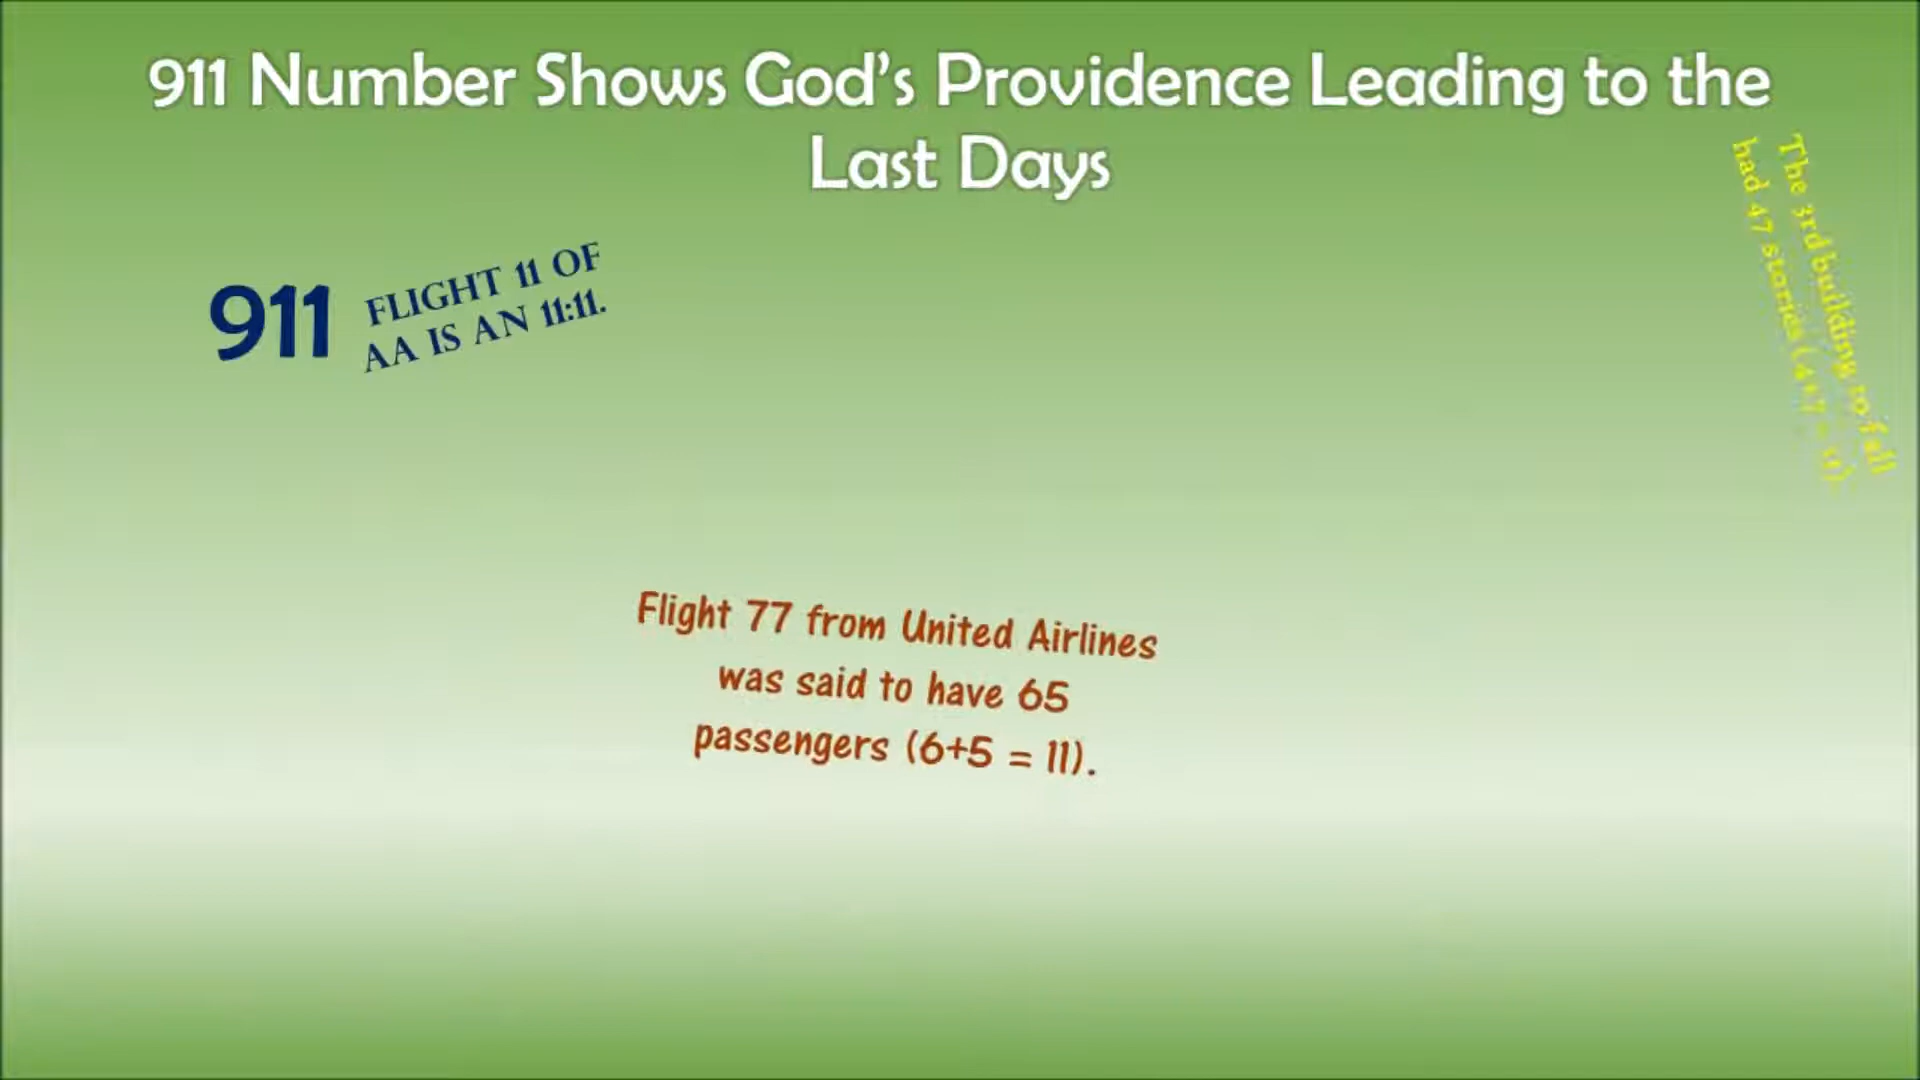 911 Number Shows God's Providence Leading to the
Last Days
911
FLIGHT 11 OF
AA IS AN 11:11.
The 3rd building to fall
had 47 stories (4+7 =
Flight 77 from United Airlines
was said to have 65
passengers (6+5 = 11).